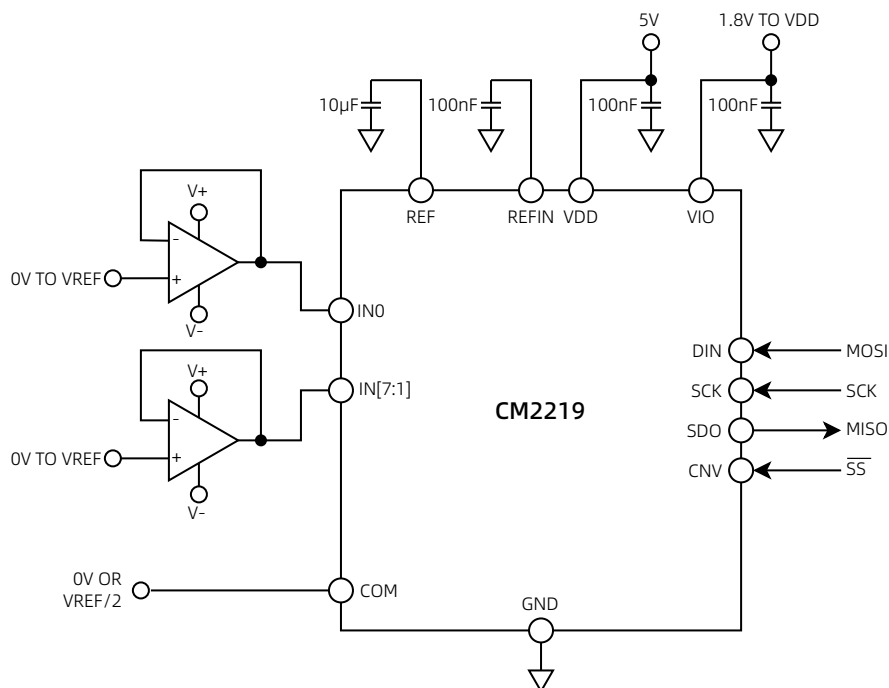 5V
1.8V TO VDD
10μF
100nF
100nF
100nF
REF
REFIN
VDD
VIO
V+
-
+
0V TO VREF
V-
IN0
V+
-
+
0V TO VREF
V-
IN[7:1]
CM2219
DIN
MOSI
SCK
SCK
SDO
MISO
CNV
SS
0V OR
VREF/2
COM
GND